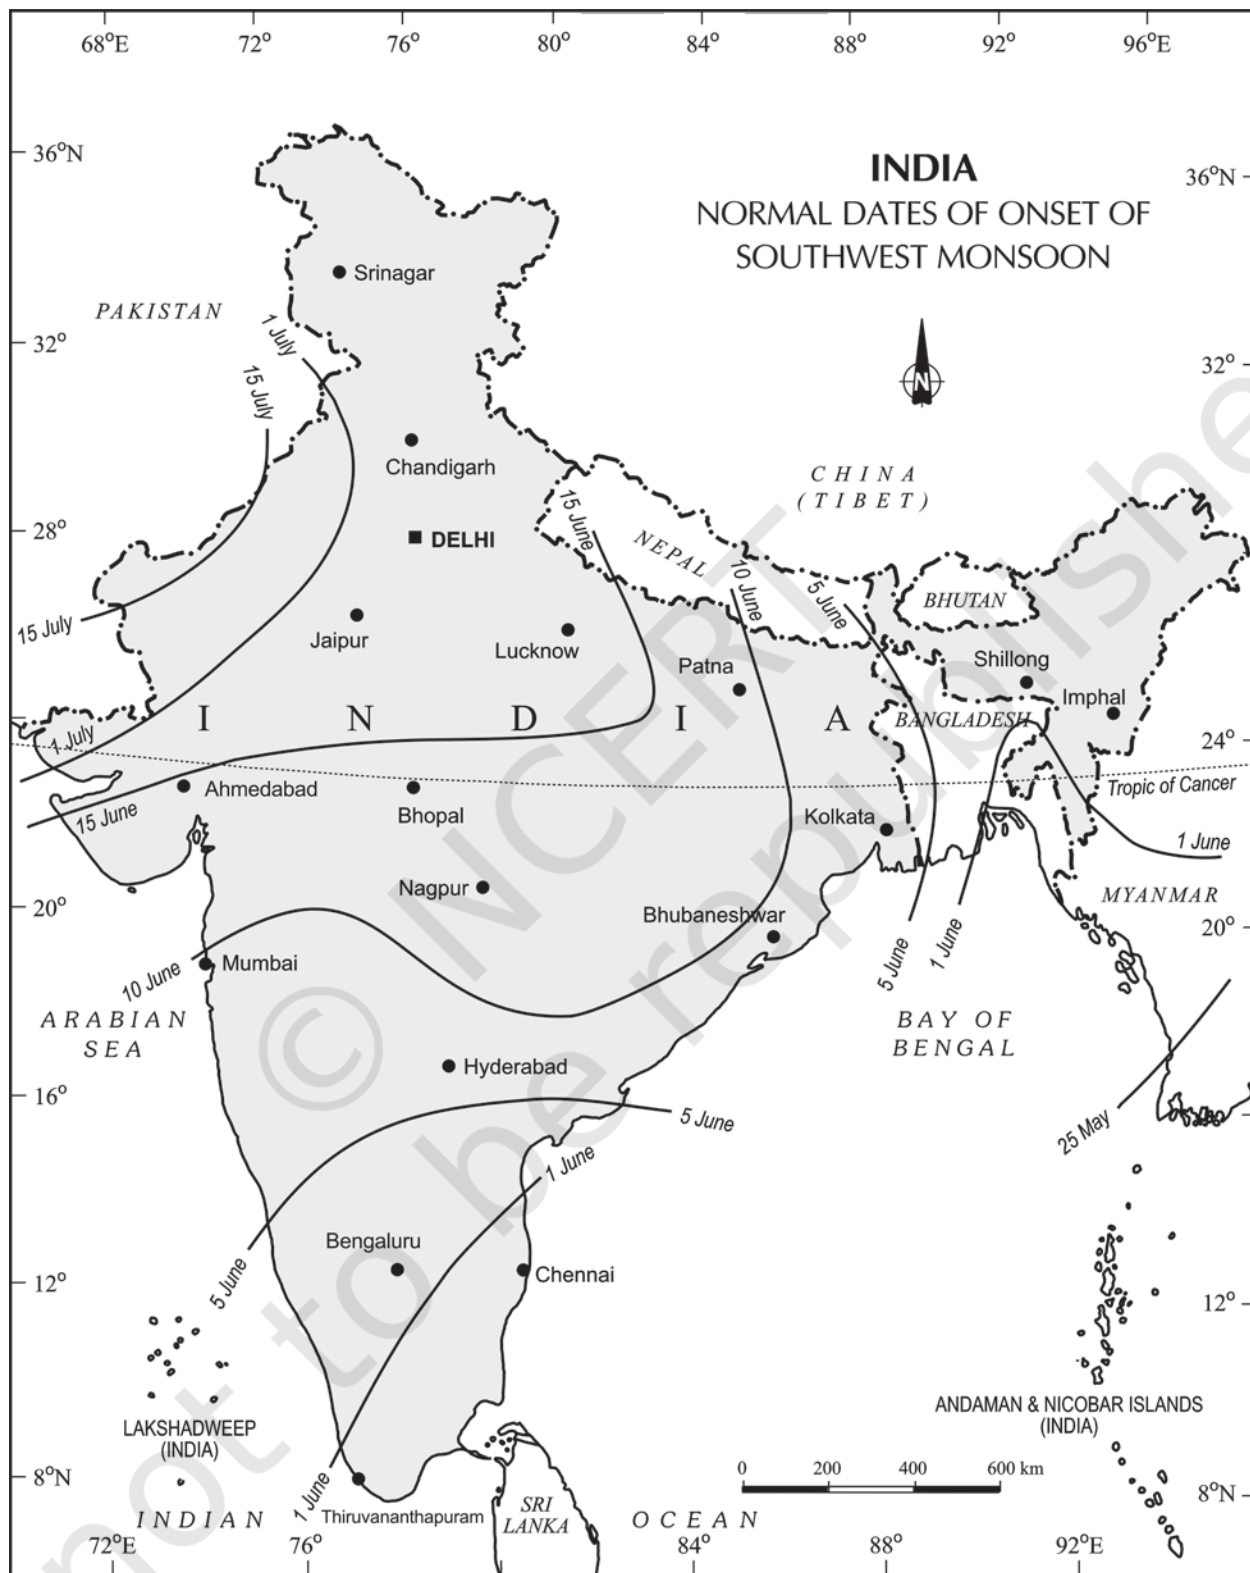 68°E 72° 76° 80° 84° 88° 92° 96°E
36°N
INDIA
36°N
NORMAL DATES OF ONSET OF
SOUTHWEST MONSOON
Srinagar
PAKISTAN
1 July
32°
N
32°
15 July
Chandigarh
CHINA
(TIBET)
15 June
28°
DELHI
NEPAL
10 June
5 June
BHUTAN
15 July
Jaipur
Lucknow
Patna
Shillong
Imphal
I N D I A
BANGLADESH
1 July
24°
Tropic of Cancer
Ahmedabad
15 June
Bhopal
Kolkata
1 June
Nagpur
MYANMAR
20°
Bhubaneshwar
20°
5 June
1 June
10 June
Mumbai
ARABIAN
SEA
BAY OF
BENGAL
Hyderabad
16°
5 June
25 May
1 June
Bengaluru
Chennai
5 June
12°
12°
LAKSHADWEEP
(INDIA)
ANDAMAN & NICOBAR ISLANDS
(INDIA)
8°N
1 June
0 200 400 600 km
8°N
Thiruvananthapuram
SRI
LANKA
INDIAN OCEAN
72°E 76° 84° 88° 92°E
© NCERT
not to be republishe